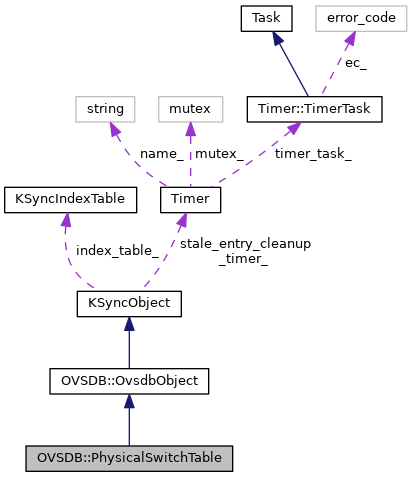 Task
error_code
ec_
string
mutex
Timer::TimerTask
name_
mutex_
timer_task_
KSyncIndexTable
Timer
index_table_
stale_entry_cleanup
_timer_
KSyncObject
OVSDB::OvsdbObject
OVSDB::PhysicalSwitchTable